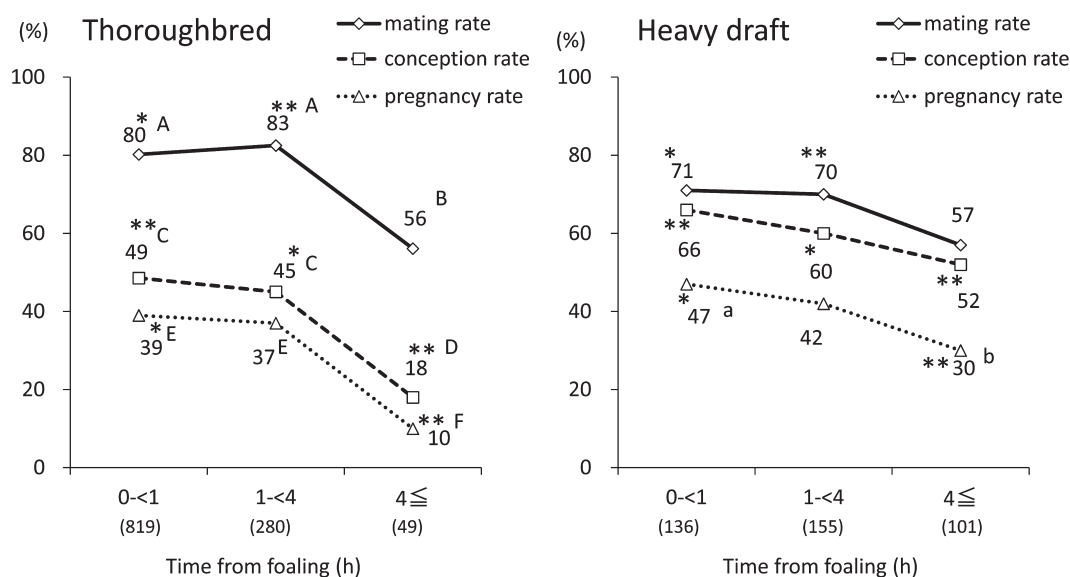 (%) Thoroughbred
mating rate
conception rate
pregnancy rate
100
80
60
40
20
0
* A
80
** A
83
B
56
**C
49
* C
45
** D
18
*E
39
E
37
** F
10
0-<1
1-<4
4≦
(819)
(280)
(49)
Time from foaling (h)
(%) Heavy draft
mating rate
conception rate
pregnancy rate
100
80
60
40
20
0
*
71
**
70
57
**
66
*
60
**
52
*
47 a
42
**30 b
0-<1
1-<4
4≦
(136)
(155)
(101)
Time from foaling (h)